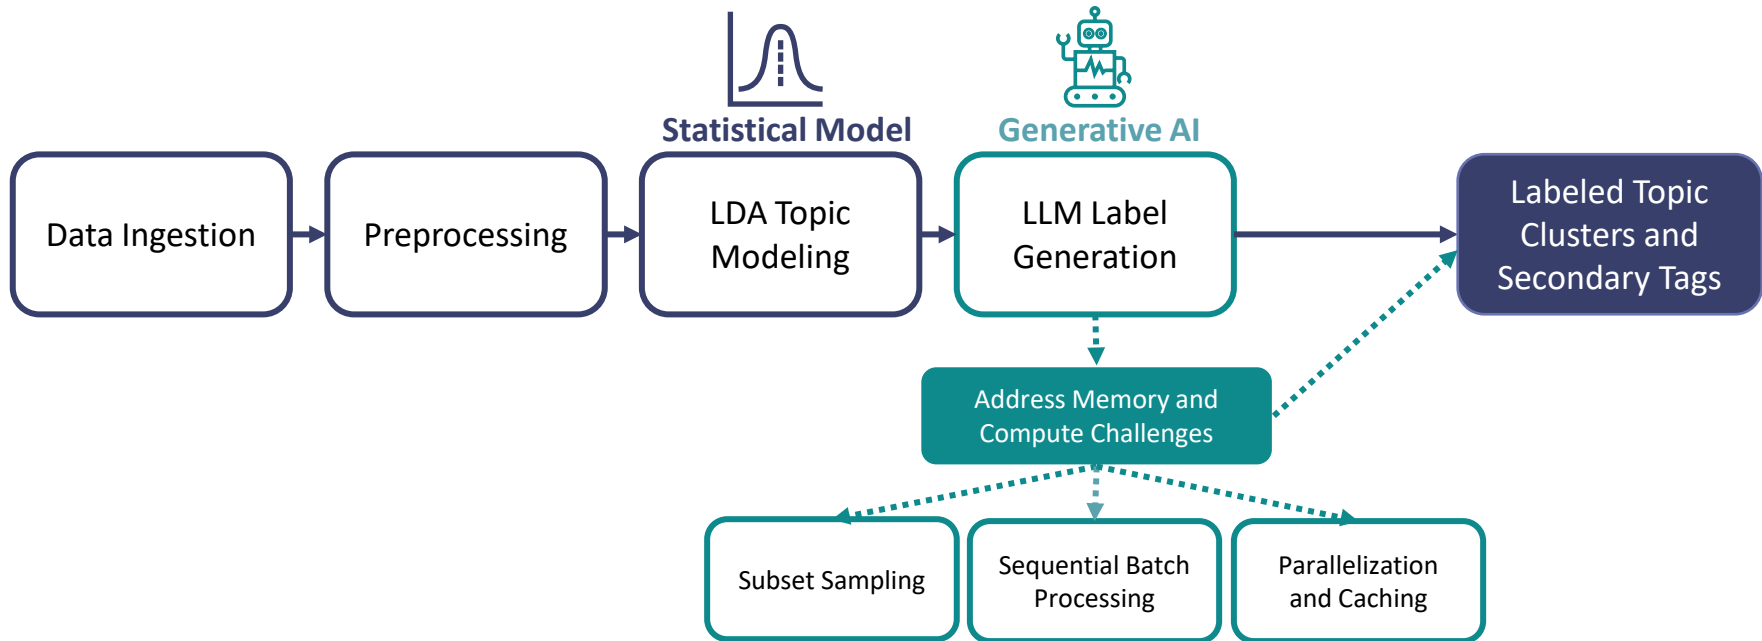 Statistical Model
Generative AI
Data Ingestion
Preprocessing
LDA Topic
Modeling
LLM Label
Generation
Labeled Topic
Clusters and
Secondary Tags
Address Memory and
Compute Challenges
Subset Sampling
Sequential Batch
Processing
Parallelization
and Caching